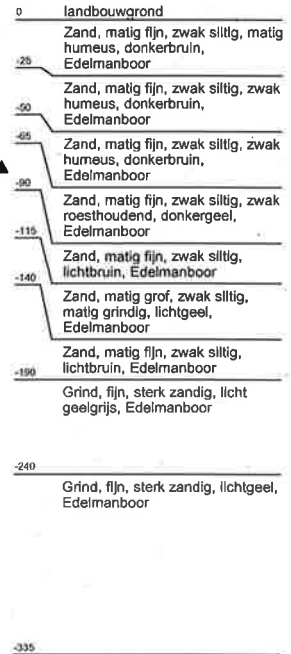 0 landbouwgrond
Zand, matig fijn, zwak siltig, matig
humeus, donkerbruin,
-25 Edelmanboor
Zand, matig fijn, zwak siltig, zwak
humeus, donkerbruin,
-50 Edelmanboor
-65 Zand, matig fijn, zwak siltig, zwak
humeus, donkerbruin,
Edelmanboor
-90 Zand, matig fijn, zwak siltig, zwak
roesthoudend, donkergeel,
-115 Edelmanboor
Zand, matig fijn, zwak siltig,
lichtbruin, Edelmanboor
-140 Zand, matig grof, zwak siltig,
matig grindig, lichtgeel,
Edelmanboor
Zand, matig fijn, zwak siltig,
lichtbruin, Edelmanboor
-190
Grind, fijn, sterk zandig, licht
geelgrijs, Edelmanboor
-240
Grind, fijn, sterk zandig, lichtgeel,
Edelmanboor
-335